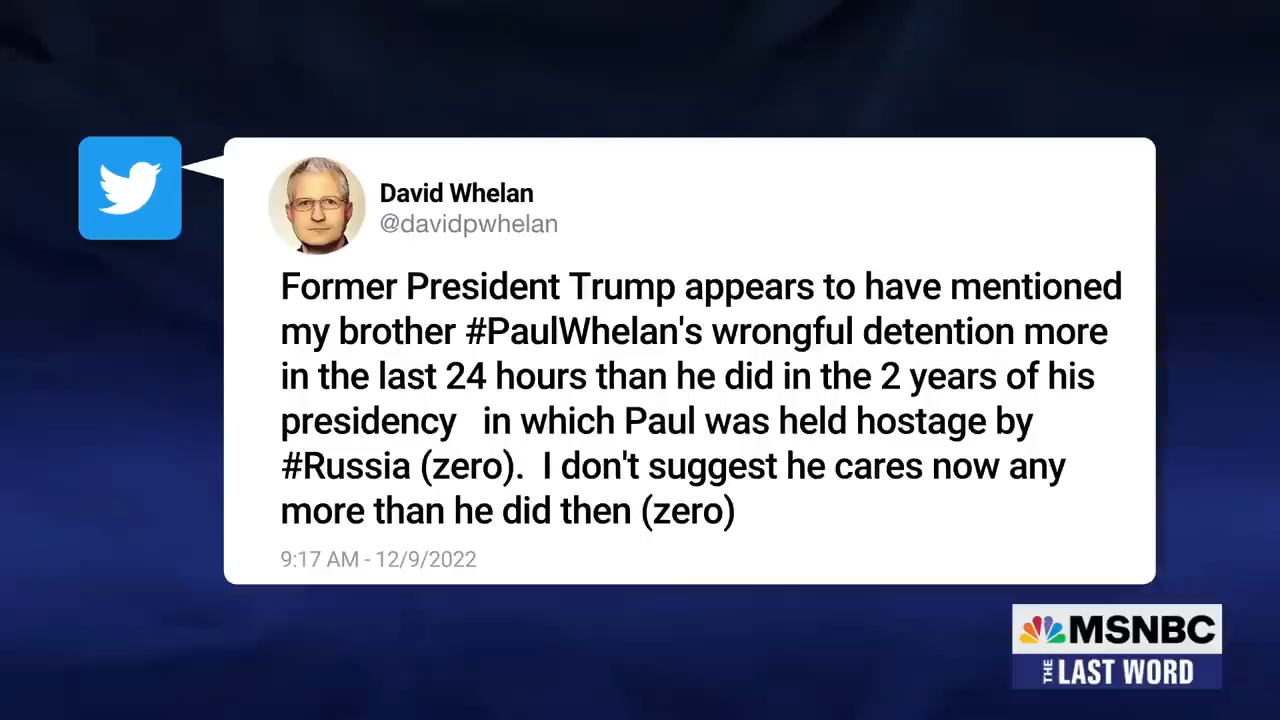 David Whelan
@davidpwhelan
Former President Trump appears to have mentioned
my brother #PaulWhelan's wrongful detention more
in the last 24 hours than he did in the 2 years of his
presidency   in which Paul was held hostage by
#Russia (zero).  I don't suggest he cares now any
more than he did then (zero)
9:17 AM - 12/9/2022
MSNBC
THE LAST WORD